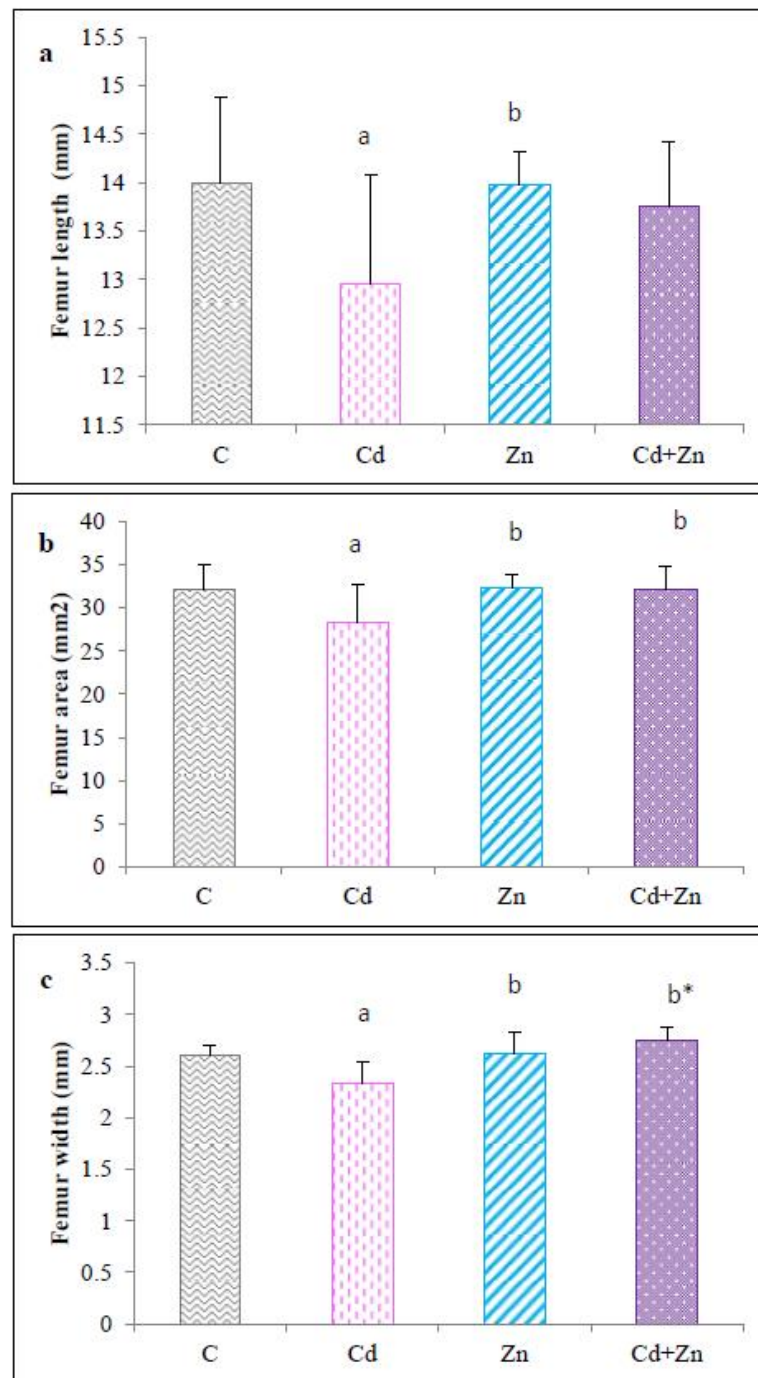 a
Femur length (mm)
15.5
15
14.5
14
13.5
13
12.5
12
11.5
a
b
C
Cd
Zn
Cd+Zn
b
Femur area (mm2)
40
35
30
25
20
15
10
5
0
a
b
b
C
Cd
Zn
Cd+Zn
c
Femur width (mm)
3.5
3
2.5
2
1.5
1
0.5
0
a
b
b*
C
Cd
Zn
Cd+Zn